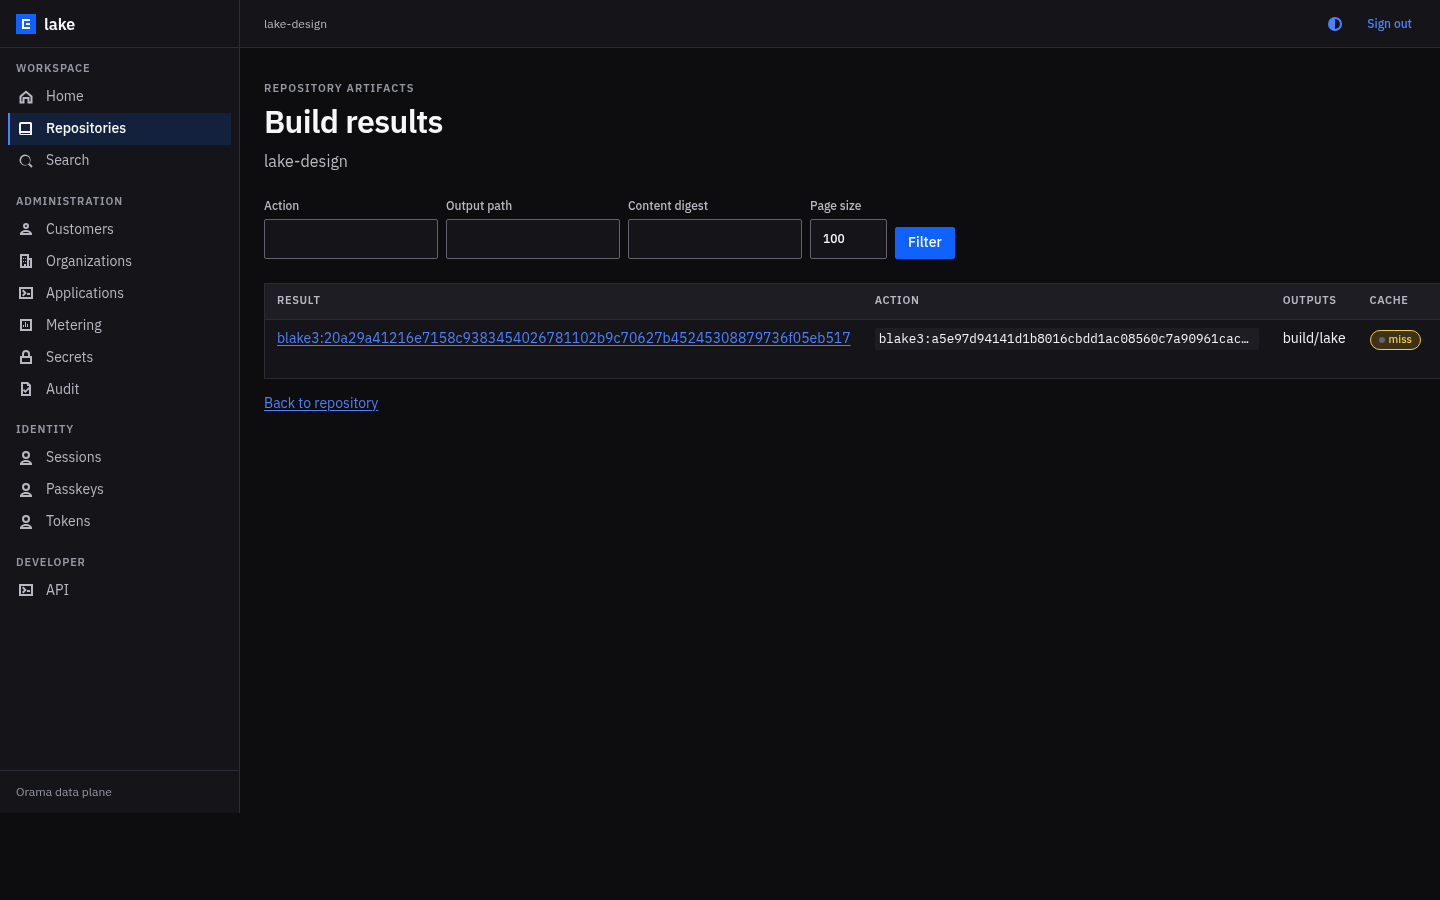 lake
lake-design
Sign out
WORKSPACE
Home
Repositories
Search
ADMINISTRATION
Customers
Organizations
Applications
Metering
Secrets
Audit
IDENTITY
Sessions
Passkeys
Tokens
DEVELOPER
API
Orama data plane
REPOSITORY ARTIFACTS
Build results
lake-design
Action Output path Content digest Page size
100 Filter
RESULT ACTION OUTPUTS CACHE
blake3:20a29a41216e7158c9383454026781102b9c70627b45245308879736f05eb517 blake3:a5e97d94141d1b8016cbdd1ac08560c7a90961cac… build/lake miss
Back to repository